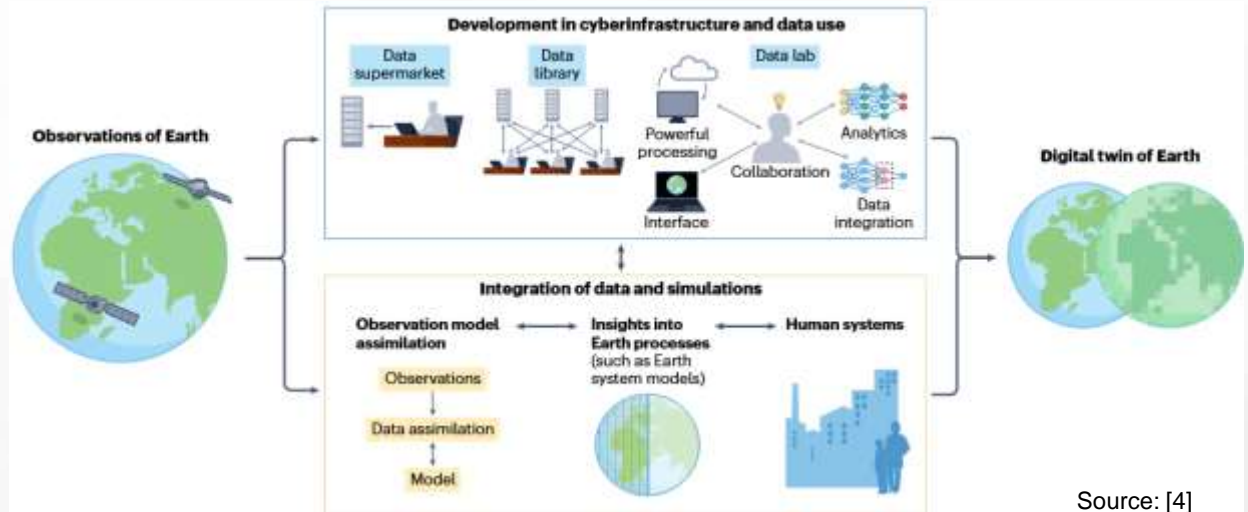 Development in cyberinfrastructure and data use
Data
supermarket
Data
library
Data lab
Powerful
processing
Interface
Collaboration
Analytics
Data
integration
Observations of Earth
Digital twin of Earth
Integration of data and simulations
Observation model
assimilation
Observations
Data assimilation
Model
Insights into
Earth processes
(such as Earth
system models)
Human systems
Source: [4]